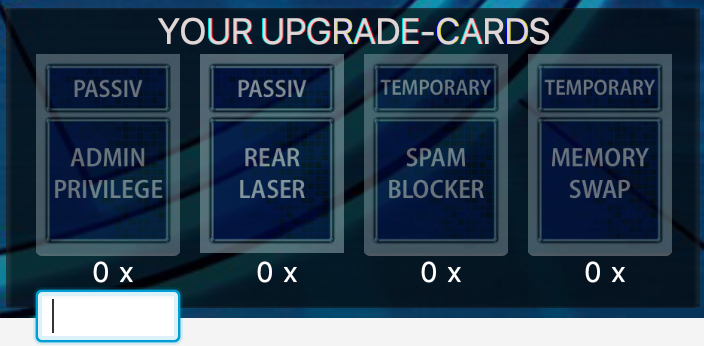 YOUR UPGRADE-CARDS
PASSIV PASSIV TEMPORARY TEMPORARY
ADMIN PRIVILEGE
REAR LASER
SPAM BLOCKER
MEMORY SWAP
0 x 0 x 0 x 0 x